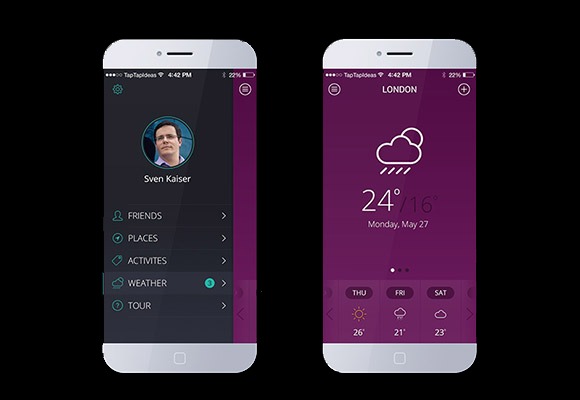 TapTapIdeas 4:42 PM 22%
Sven Kaiser
FRIENDS
PLACES
ACTIVITES
WEATHER 3
TOUR
TapTapIdeas 4:42 PM 22%
LONDON
24°/16°
Monday, May 27
THU FRI SAT
26° 21° 23°